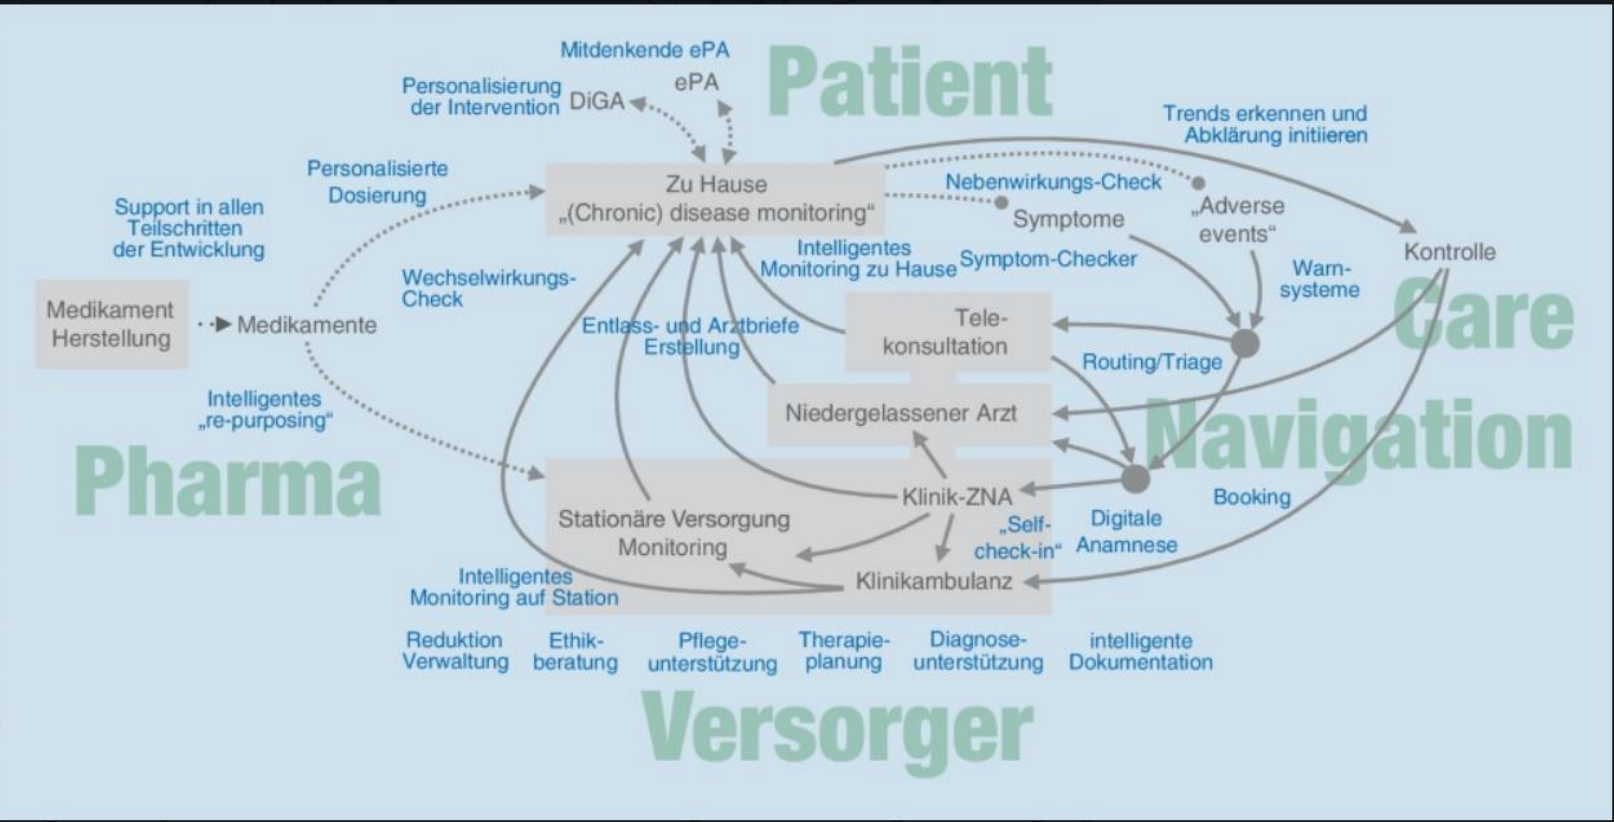 Mitdenkende ePA
ePA
Personalisierung
der Intervention
DiGA
Patient
Trends erkennen und
Abklärung initiieren
Personalisierte
Dosierung
Zu Hause
„(Chronic) disease monitoring“
Nebenwirkungs-Check
Symptome
„Adverse
events“
Kontrolle
Support in allen
Teilschritten
der Entwicklung
Wechselwirkungs-
Check
Intelligentes
Monitoring zu Hause
Symptom-Checker
Warn-
systeme
Care
Navigation
Medikament
Herstellung
Medikamente
Entlass- und Arztbriefe
Erstellung
Tele-
konsultation
Routing/Triage
Intelligentes
„re-purposing“
Niedergelassener Arzt
Pharma
Klinik-ZNA
Booking
Stationäre Versorgung
Monitoring
„Self-
check-in“
Digitale
Anamnese
Klinikambulanz
Intelligentes
Monitoring auf Station
Reduktion
Verwaltung
Ethik-
beratung
Pflege-
unterstützung
Therapie-
planung
Diagnose-
unterstützung
intelligente
Dokumentation
Versorger